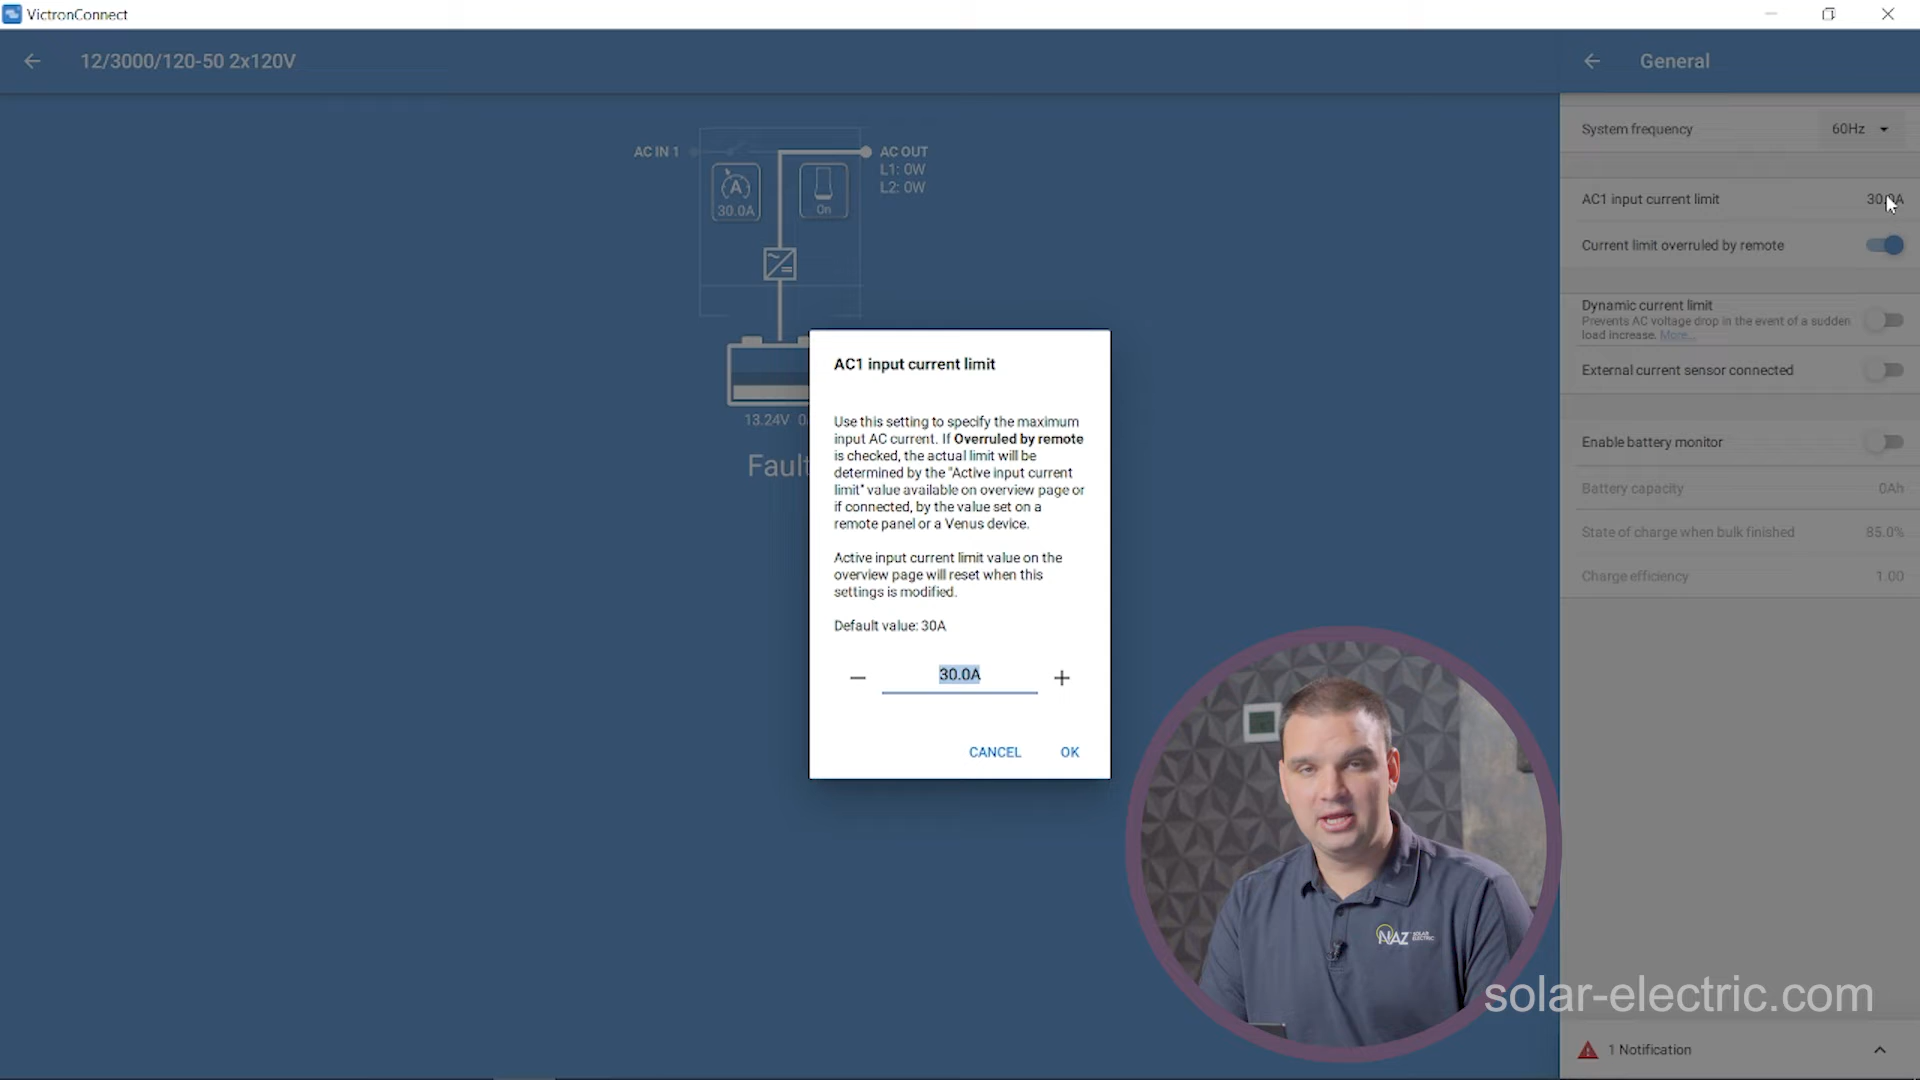 VictronConnect
12/3000/120-50 2x120V
General
System frequency
60Hz
AC IN 1
AC OUT
L1: 0W
L2: 0W
A
30.0A
On
AC1 input current limit
Current limit overruled by remote
Dynamic current limit
Prevents AC voltage drop in the event of a sudden
load increase. More...
External current sensor connected
Enable battery monitor
Battery capacity
0Ah
State of charge when bulk finished
85.0%
Charge efficiency
1.00
13.24V
Fault
AC1 input current limit
Use this setting to specify the maximum
input AC current. If Overruled by remote
is checked, the actual limit will be
determined by the "Active input current
limit" value available on overview page or
if connected, by the value set on a
remote panel or a Venus device.
Active input current limit value on the
overview page will reset when this
settings is modified.
Default value: 30A
30.0A
CANCEL
OK
NAZ SOLAR
ELECTRIC
solar-electric.com
1 Notification